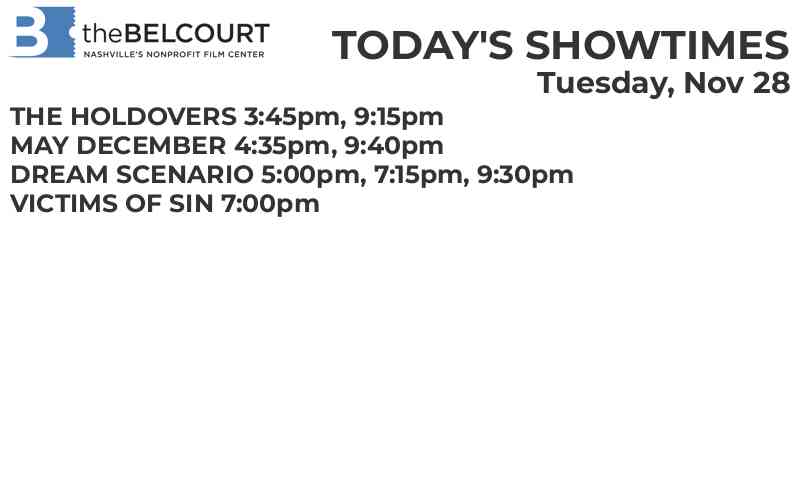 B theBELCOURT
NASHVILLE'S NONPROFIT FILM CENTER
TODAY'S SHOWTIMES
Tuesday, Nov 28
THE HOLDOVERS 3:45pm, 9:15pm
MAY DECEMBER 4:35pm, 9:40pm
DREAM SCENARIO 5:00pm, 7:15pm, 9:30pm
VICTIMS OF SIN 7:00pm